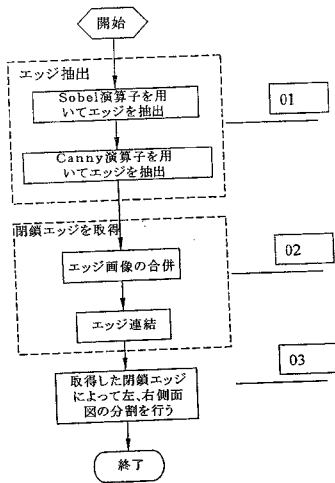 開始
エッジ抽出
Sobel演算子を用
いてエッジを抽出
01
Canny演算子を用
いてエッジを抽出
閉鎖エッジを取得
エッジ画像の合併
02
エッジ連結
03
取得した閉鎖エッジ
によって左、右側面
図の分割を行う
終了